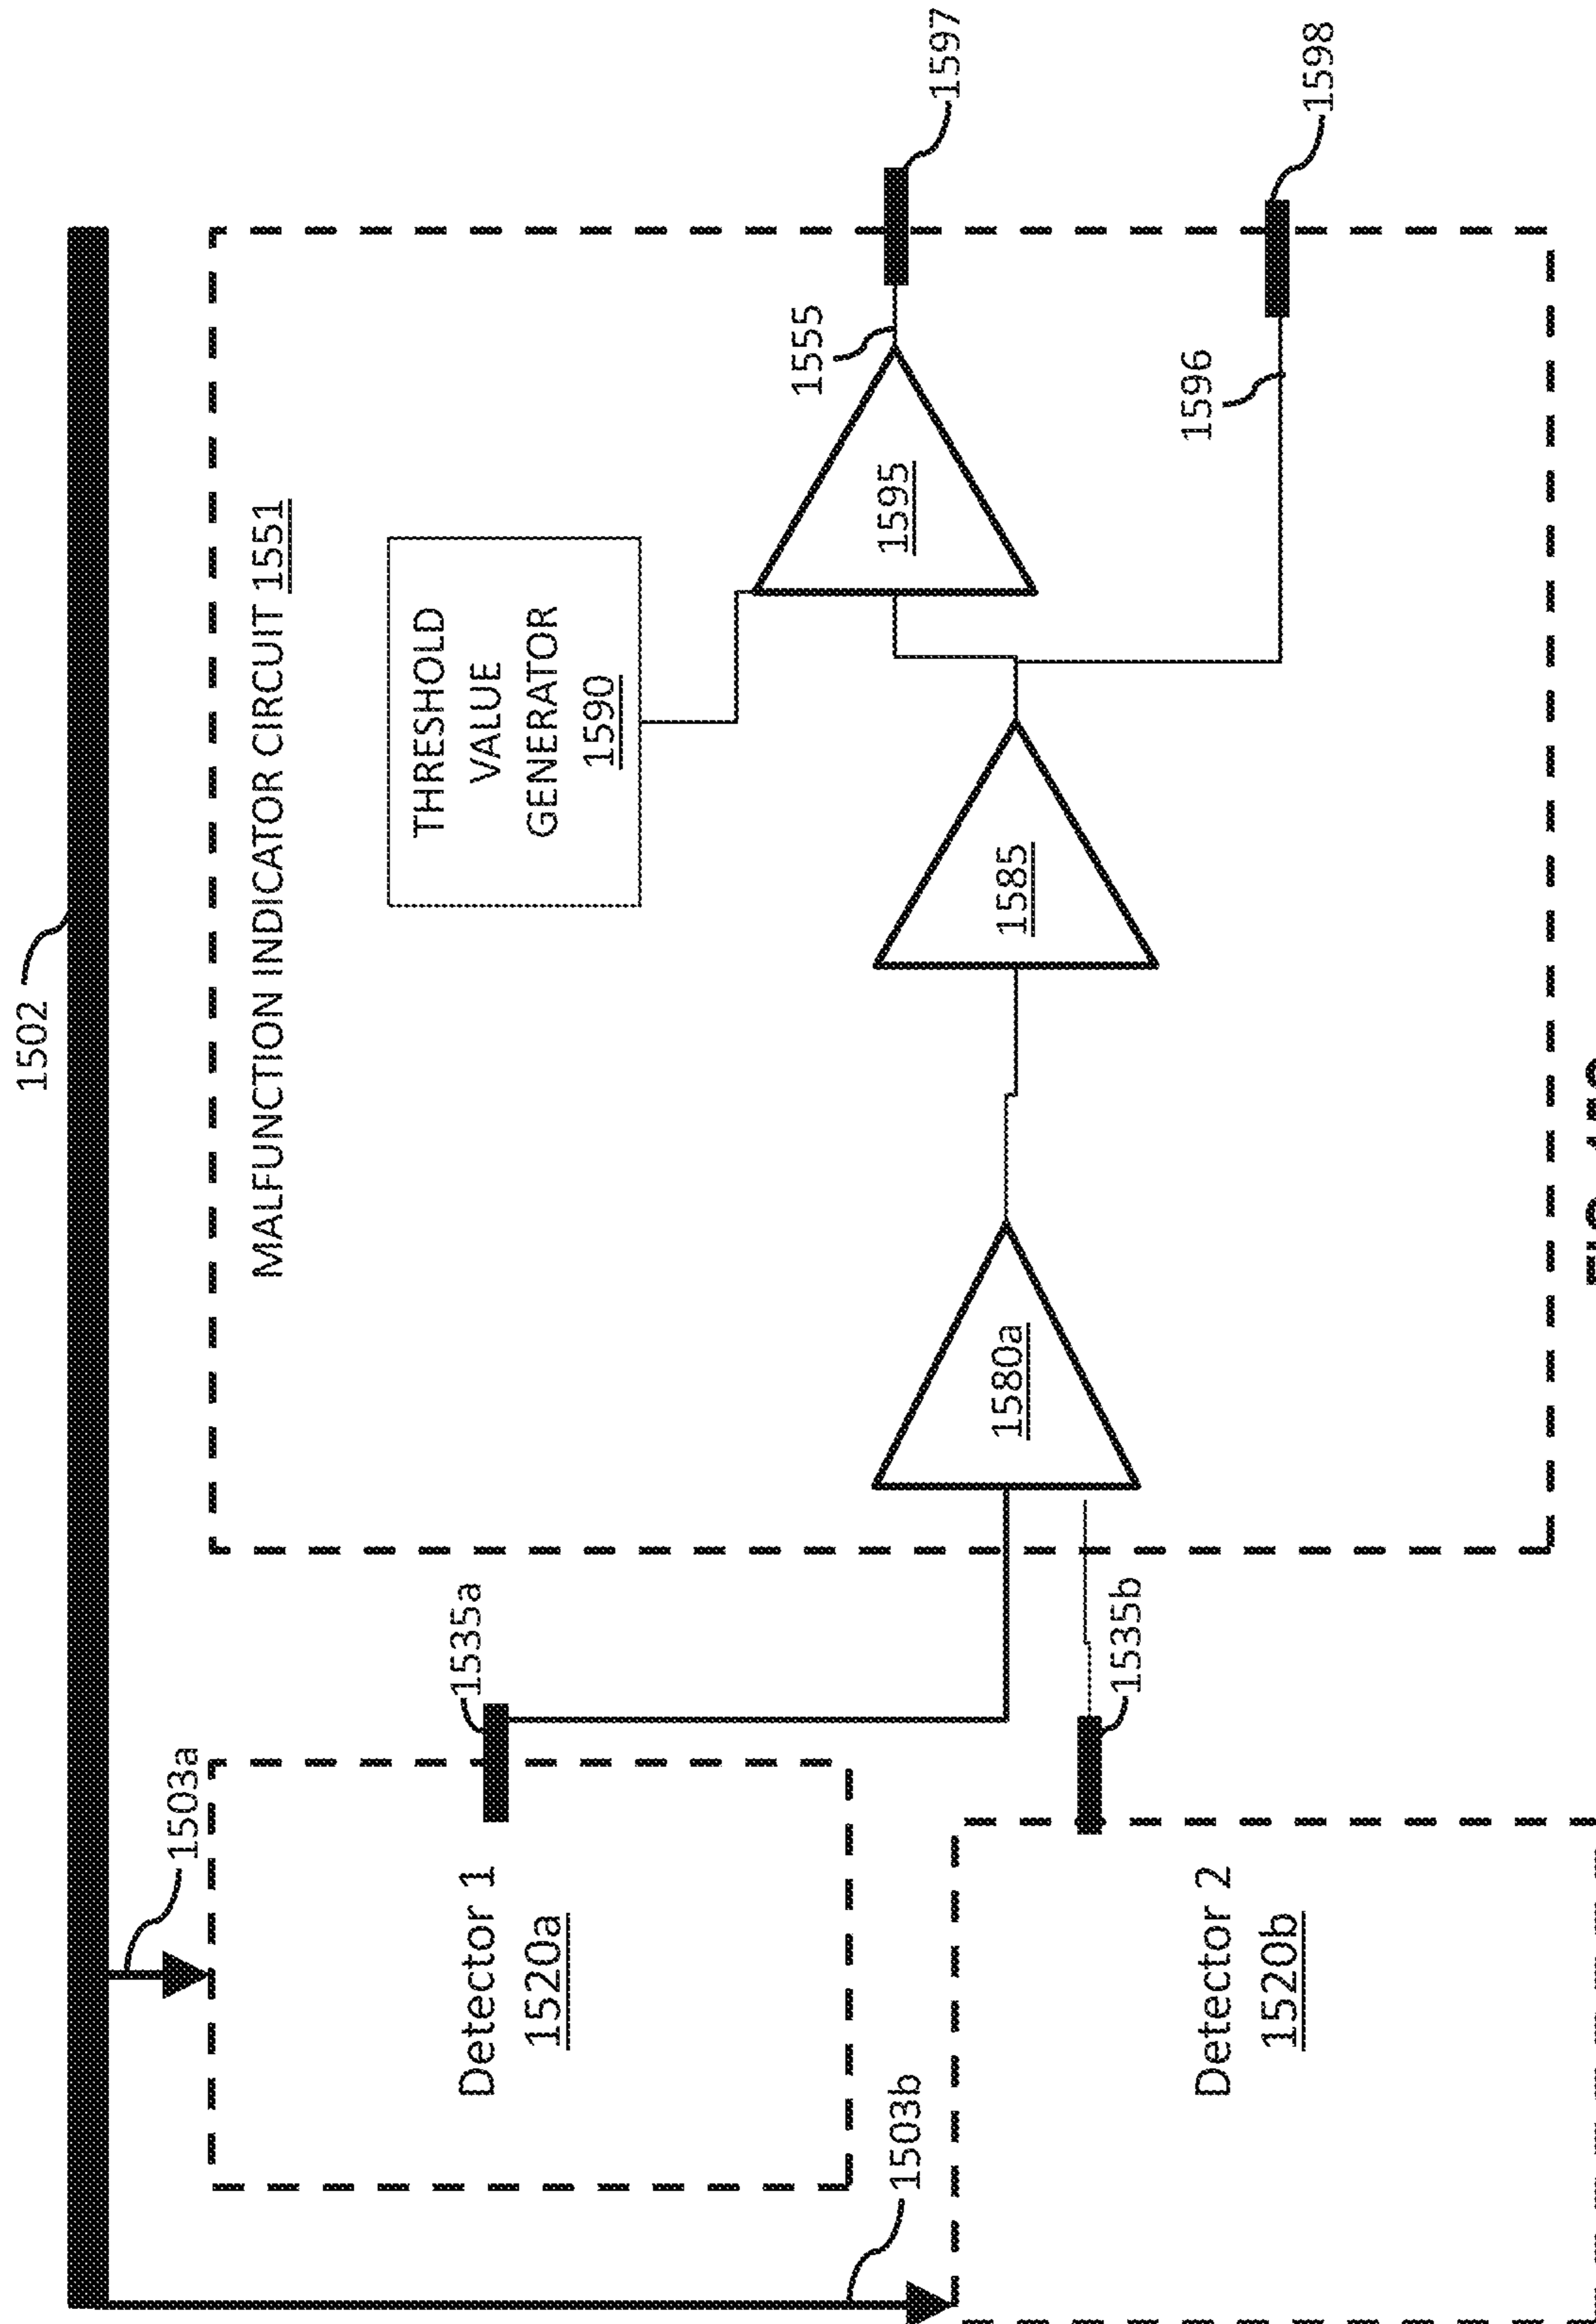 1502
1503a
1503b
MALFUNCTION INDICATOR CIRCUIT 1551
Detector 1
1520a
1535a
THRESHOLD
VALUE
GENERATOR
1590
1595
1555
1597
1580a
1585
1596
1598
1535b
Detector 2
1520b